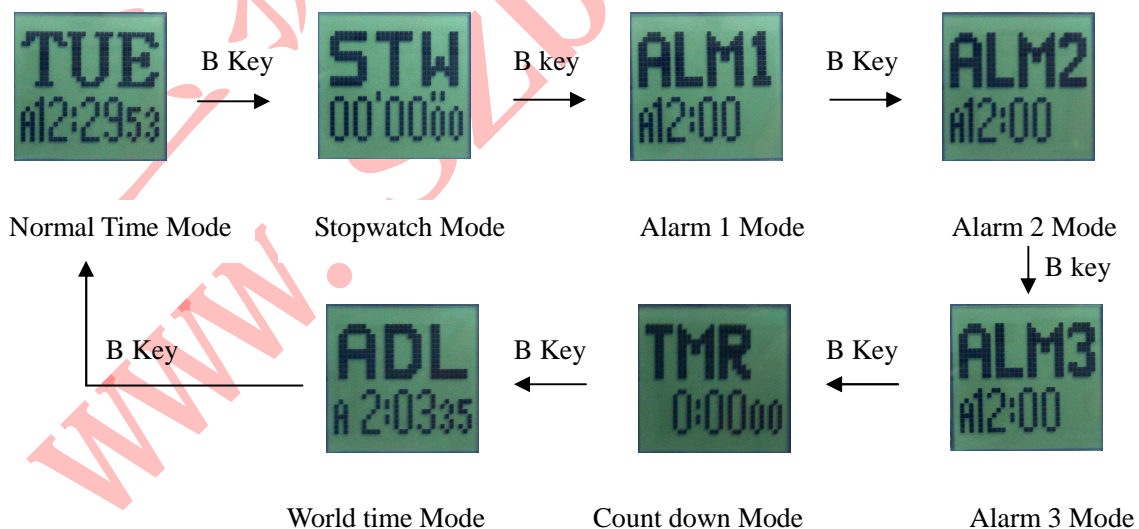 TUE
A12:29 53
B Key
STW
00'00"00
B key
ALM1
A12:00
B Key
ALM2
A12:00
Normal Time Mode
Stopwatch Mode
Alarm 1 Mode
Alarm 2 Mode
B key
ALM3
A12:00
B Key
TMR
0:00 00
B Key
ADL
A 2:03 35
B Key
World time Mode
Count down Mode
Alarm 3 Mode
www.szb